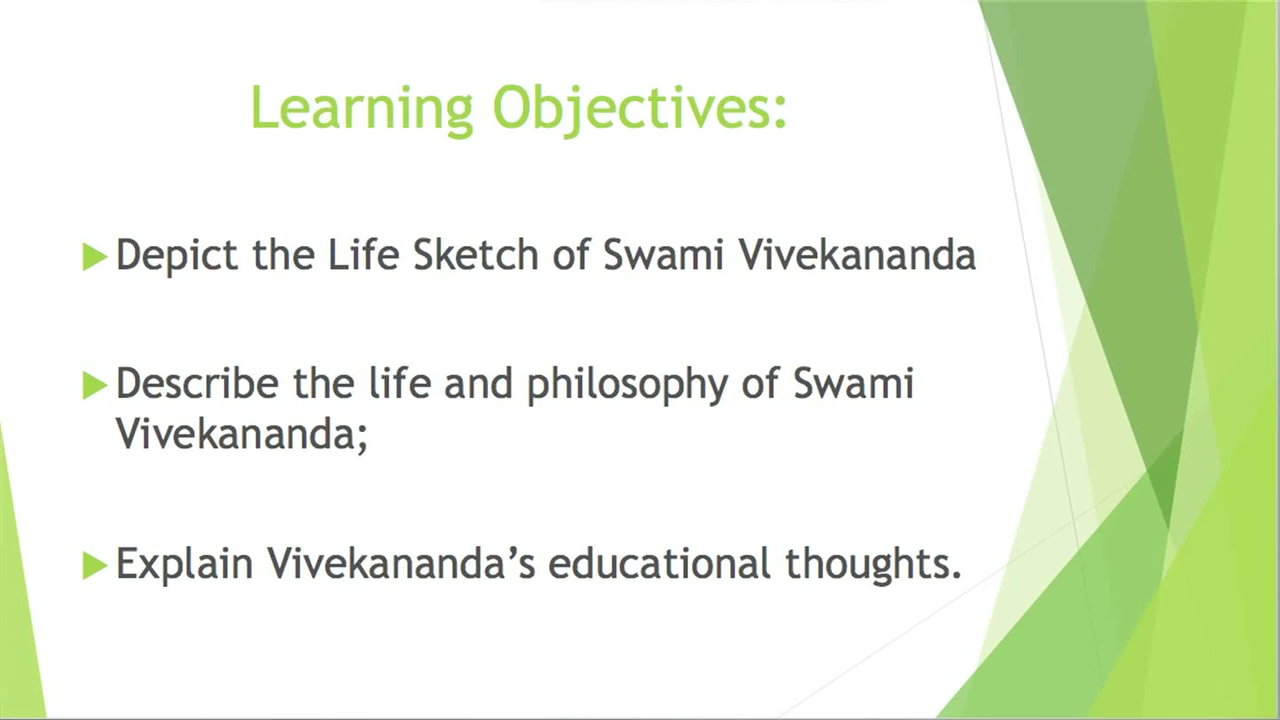 Learning Objectives:
Depict the Life Sketch of Swami Vivekananda
Describe the life and philosophy of Swami
Vivekananda;
Explain Vivekananda’s educational thoughts.